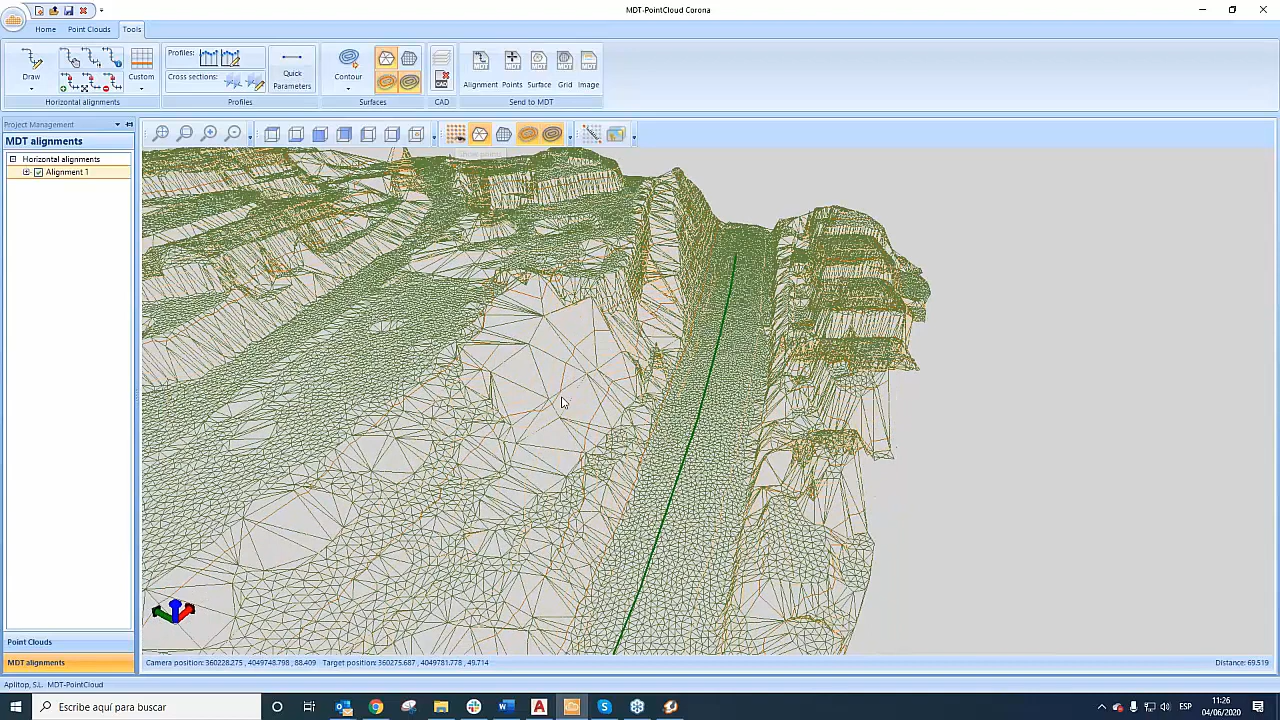 MDT-PointCloud Corona
Home Point Clouds Tools
Draw
Custom
Horizontal alignments
Profiles:
Cross sections:
Quick
Parameters
Profiles
Contour
Surfaces
CAD
Alignment Points Surface Grid Image
Send to MDT
Project Management
MDT alignments
Horizontal alignments
Alignment 1
Point Clouds
MDT alignments
Camera position: 360228.275 , 4049748.798 , 88.409 Target position: 360275.687 , 4049781.778 , 49.714
Distance: 69.519
Aplitop, S.L. MDT-PointCloud
Escribe aquí para buscar
ESP
11:26
04/06/2020